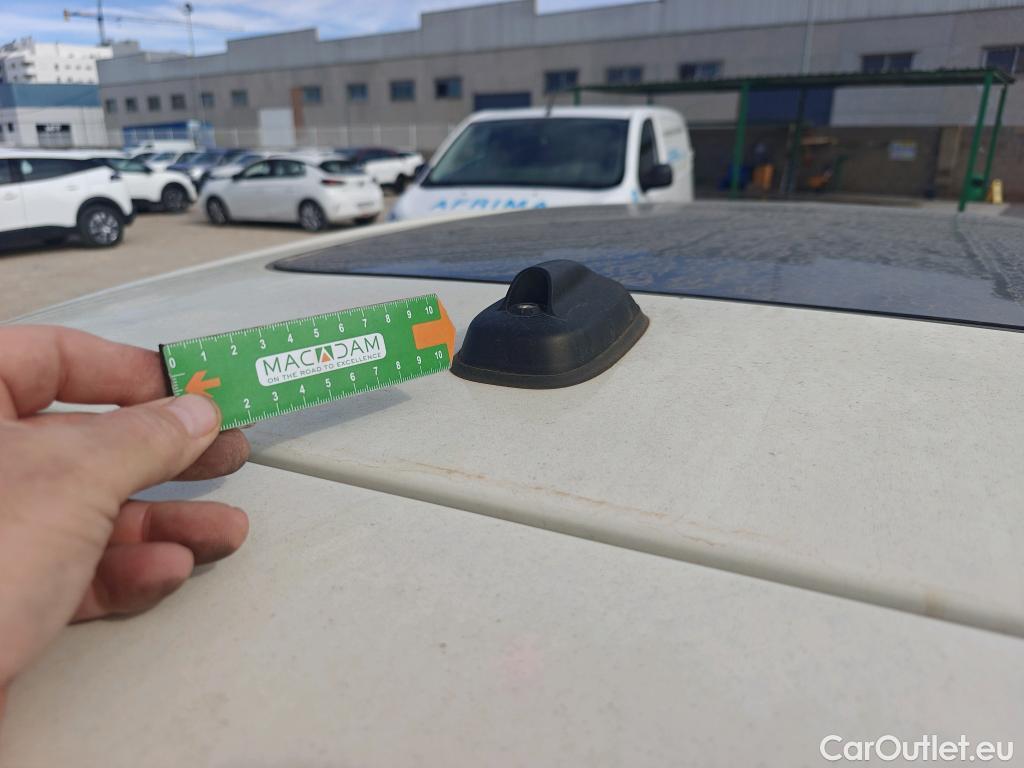 AFRIMA
0 1 2 3 4 5 6 7 8 9 10
MACADAM
ON THE ROAD TO EXCELLENCE
2 3 4 5 6 7 8 9 10
CarOutlet.eu